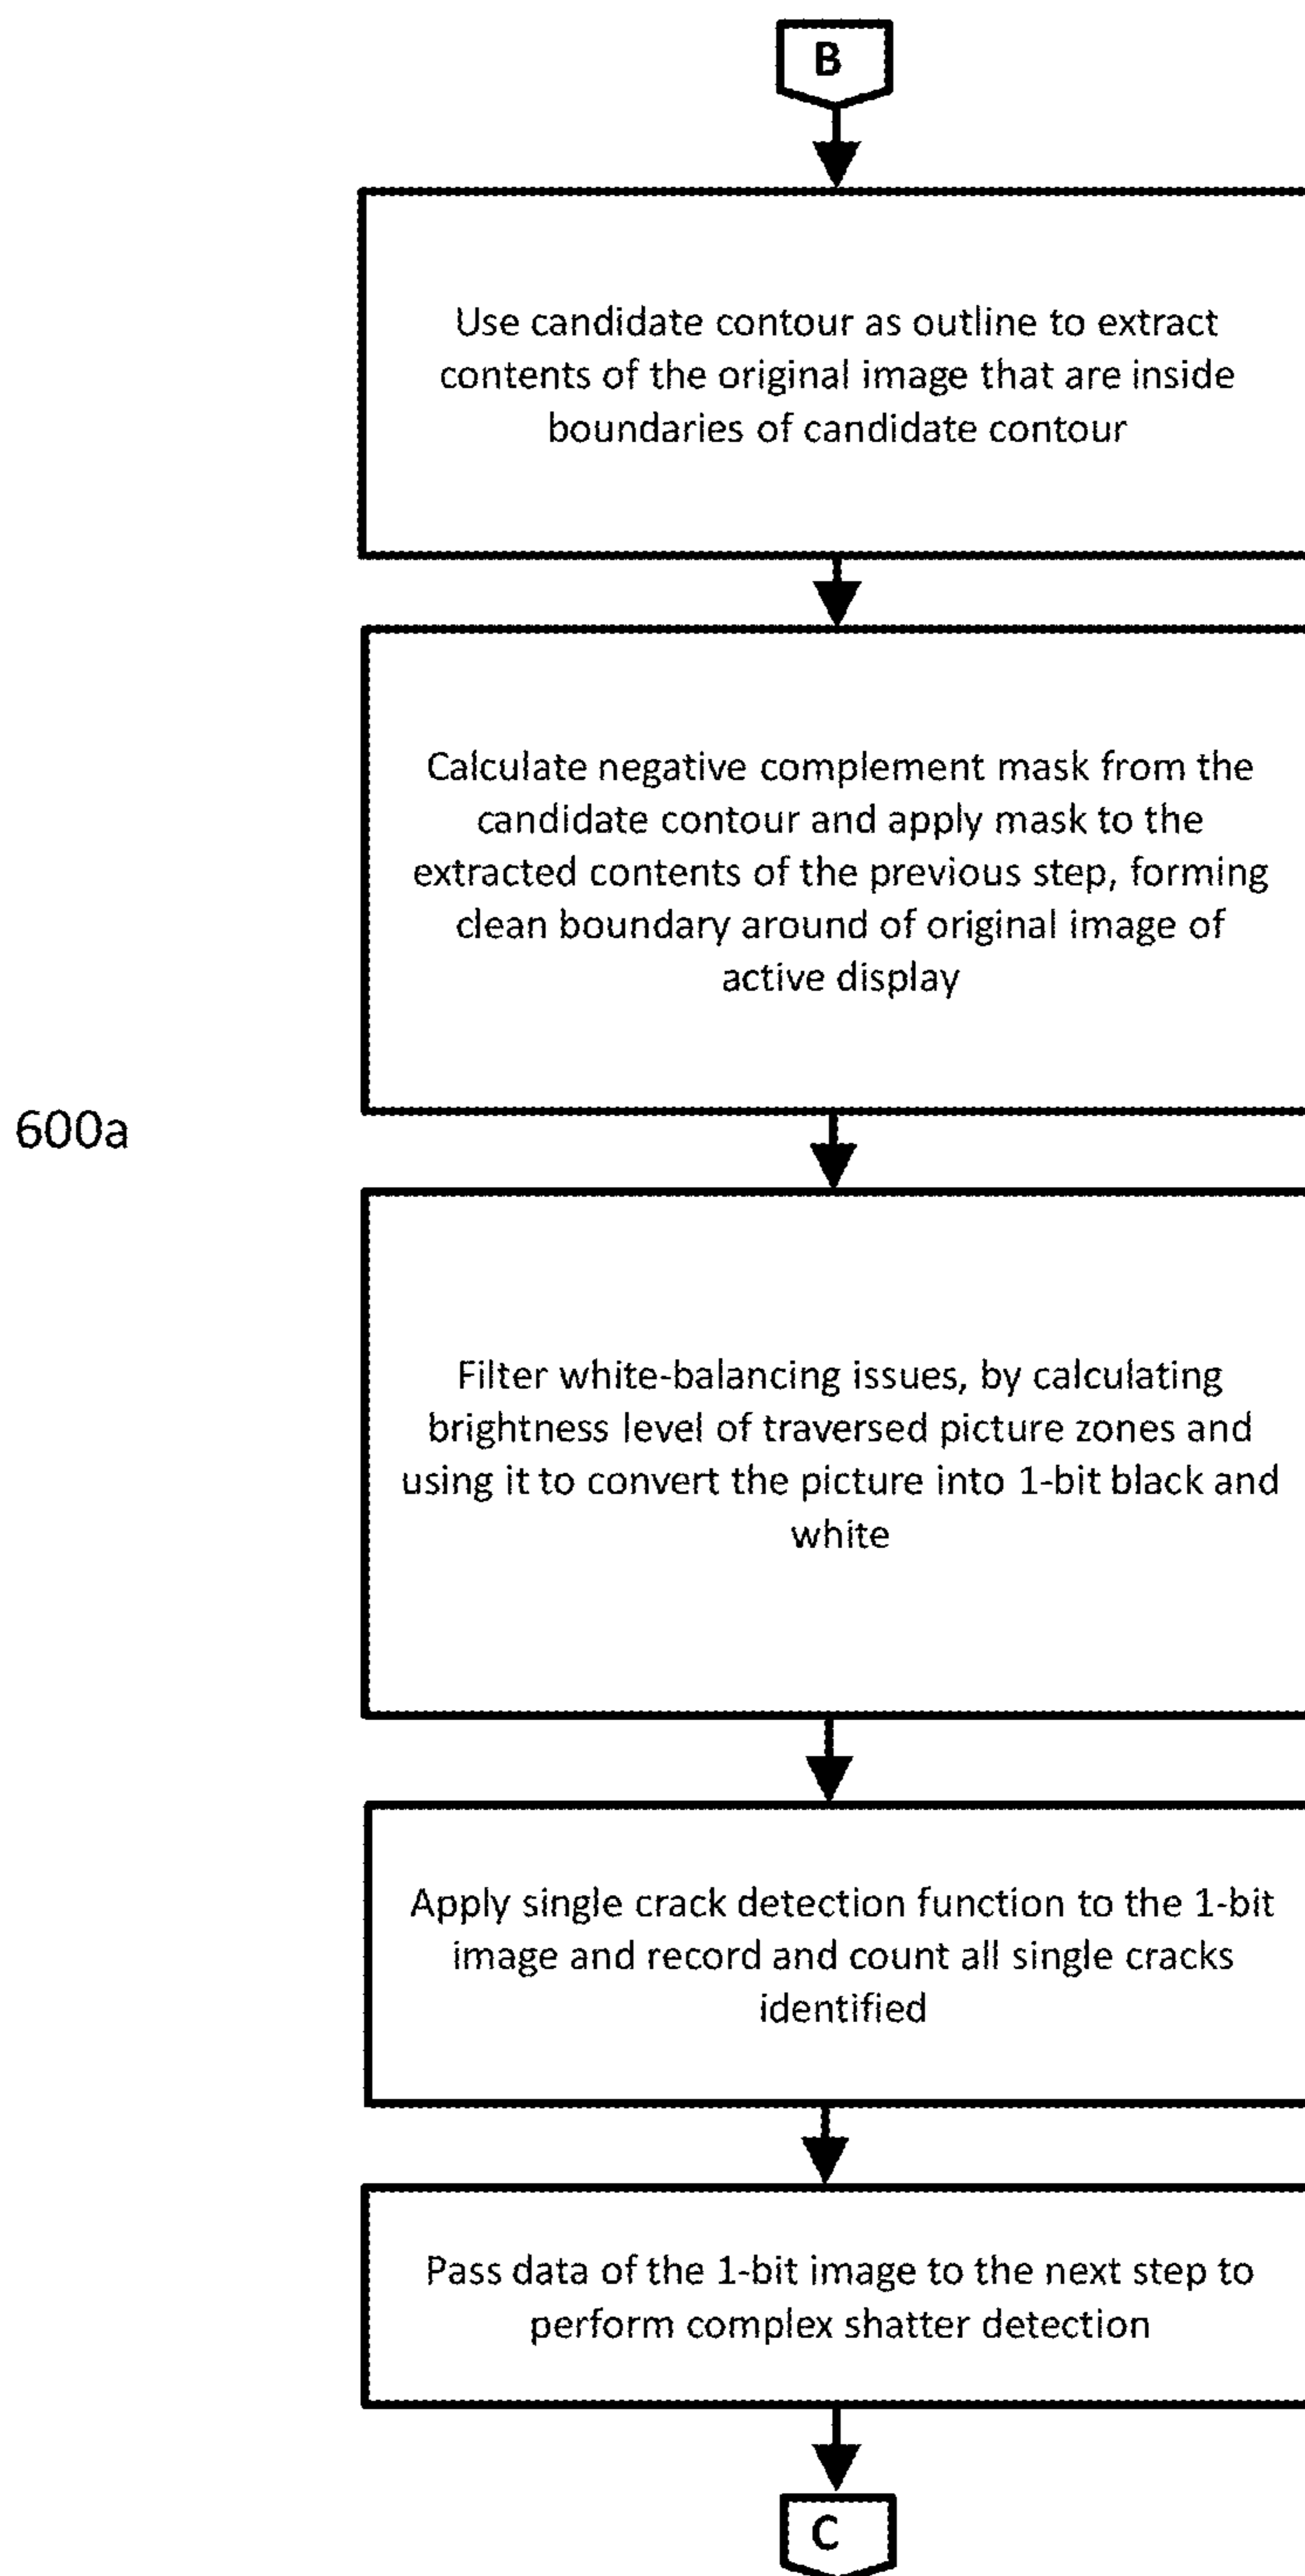 B
Use candidate contour as outline to extract
contents of the original image that are inside
boundaries of candidate contour
Calculate negative complement mask from the
candidate contour and apply mask to the
extracted contents of the previous step, forming
clean boundary around of original image of
active display
600a
Filter white-balancing issues, by calculating
brightness level of traversed picture zones and
using it to convert the picture into 1-bit black and
white
Apply single crack detection function to the 1-bit
image and record and count all single cracks
identified
Pass data of the 1-bit image to the next step to
perform complex shatter detection
C